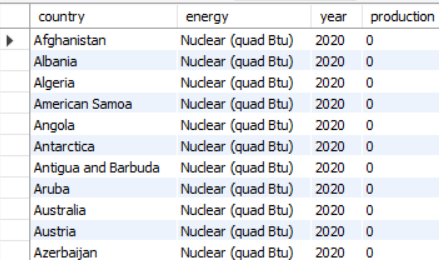 country energy year production
Afghanistan Nuclear (quad Btu) 2020 0
Albania Nuclear (quad Btu) 2020 0
Algeria Nuclear (quad Btu) 2020 0
American Samoa Nuclear (quad Btu) 2020 0
Angola Nuclear (quad Btu) 2020 0
Antarctica Nuclear (quad Btu) 2020 0
Antigua and Barbuda Nuclear (quad Btu) 2020 0
Aruba Nuclear (quad Btu) 2020 0
Australia Nuclear (quad Btu) 2020 0
Austria Nuclear (quad Btu) 2020 0
Azerbaijan Nuclear (quad Btu) 2020 0